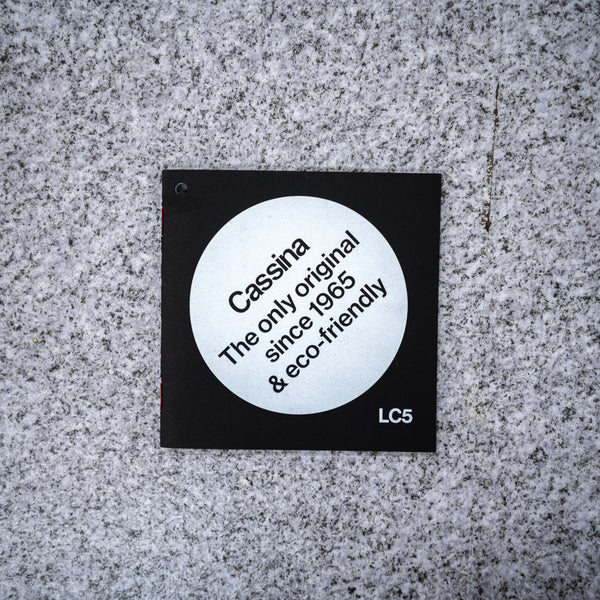 Cassina
The only original
since 1965
& eco-friendly
LC5